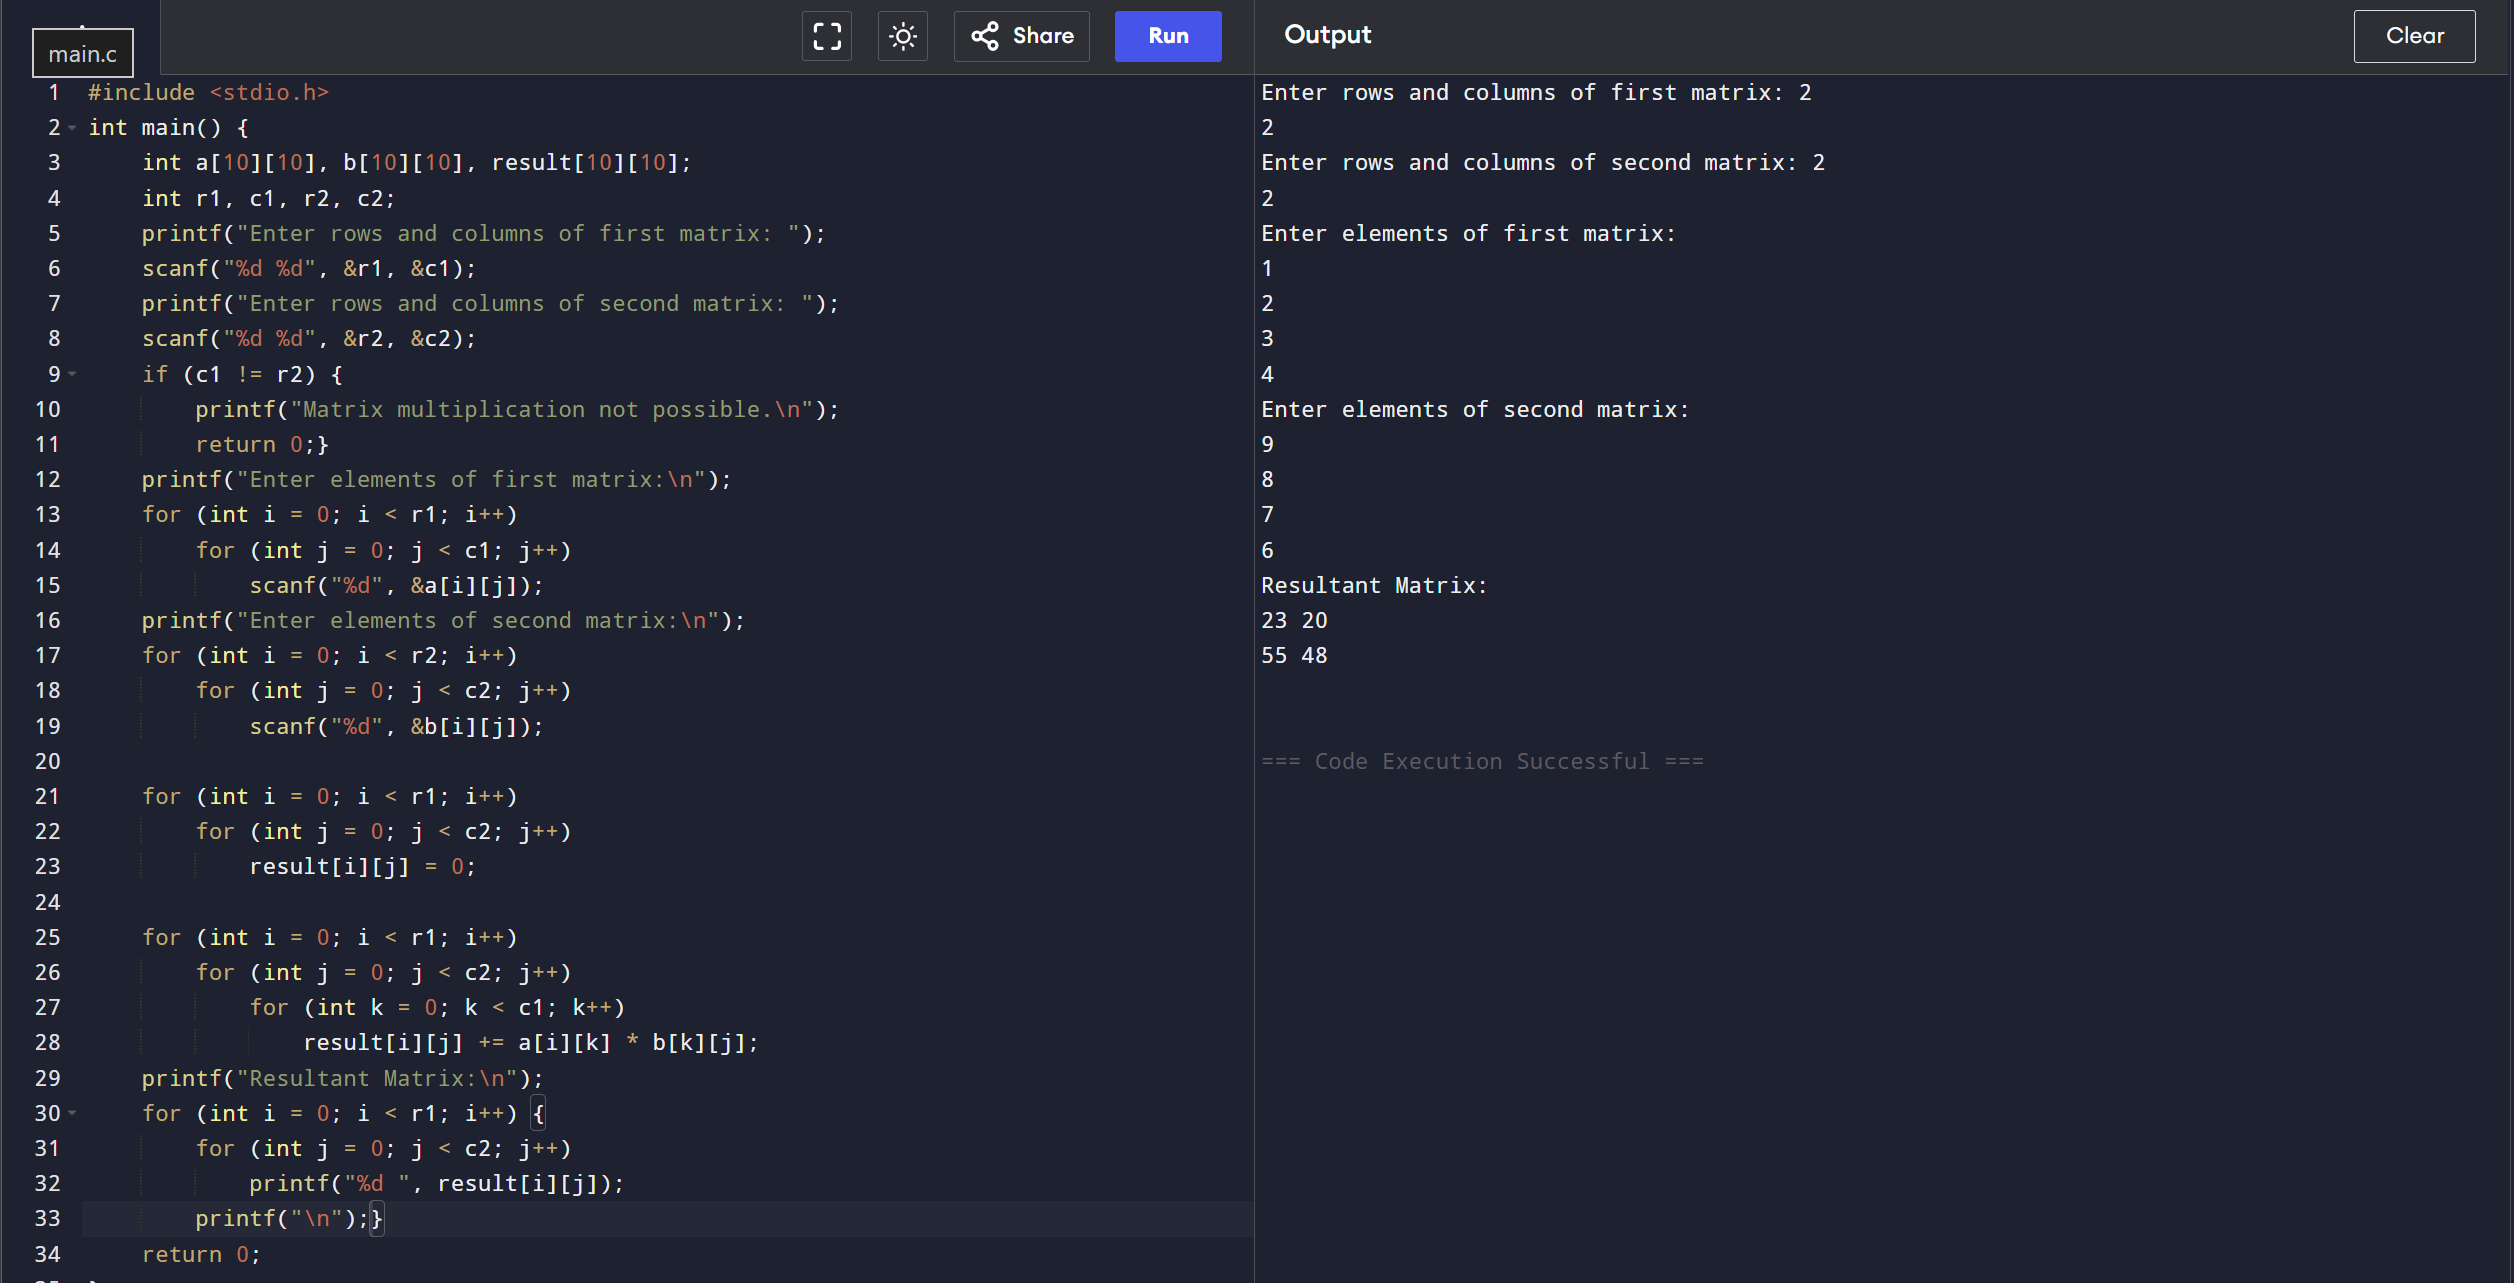 main.c
Share
Run
1 #include <stdio.h>
2 int main() {
3     int a[10][10], b[10][10], result[10][10];
4     int r1, c1, r2, c2;
5     printf("Enter rows and columns of first matrix: ");
6     scanf("%d %d", &r1, &c1);
7     printf("Enter rows and columns of second matrix: ");
8     scanf("%d %d", &r2, &c2);
9     if (c1 != r2) {
10         printf("Matrix multiplication not possible.\n");
11         return 0;}
12     printf("Enter elements of first matrix:\n");
13     for (int i = 0; i < r1; i++)
14         for (int j = 0; j < c1; j++)
15             scanf("%d", &a[i][j]);
16     printf("Enter elements of second matrix:\n");
17     for (int i = 0; i < r2; i++)
18         for (int j = 0; j < c2; j++)
19             scanf("%d", &b[i][j]);
20
21     for (int i = 0; i < r1; i++)
22         for (int j = 0; j < c2; j++)
23             result[i][j] = 0;
24
25     for (int i = 0; i < r1; i++)
26         for (int j = 0; j < c2; j++)
27             for (int k = 0; k < c1; k++)
28                 result[i][j] += a[i][k] * b[k][j];
29     printf("Resultant Matrix:\n");
30     for (int i = 0; i < r1; i++) {
31         for (int j = 0; j < c2; j++)
32             printf("%d ", result[i][j]);
33         printf("\n");}
34     return 0;
Output
Clear
Enter rows and columns of first matrix: 2
2
Enter rows and columns of second matrix: 2
2
Enter elements of first matrix:
1
2
3
4
Enter elements of second matrix:
9
8
7
6
Resultant Matrix:
23 20
55 48
=== Code Execution Successful ===